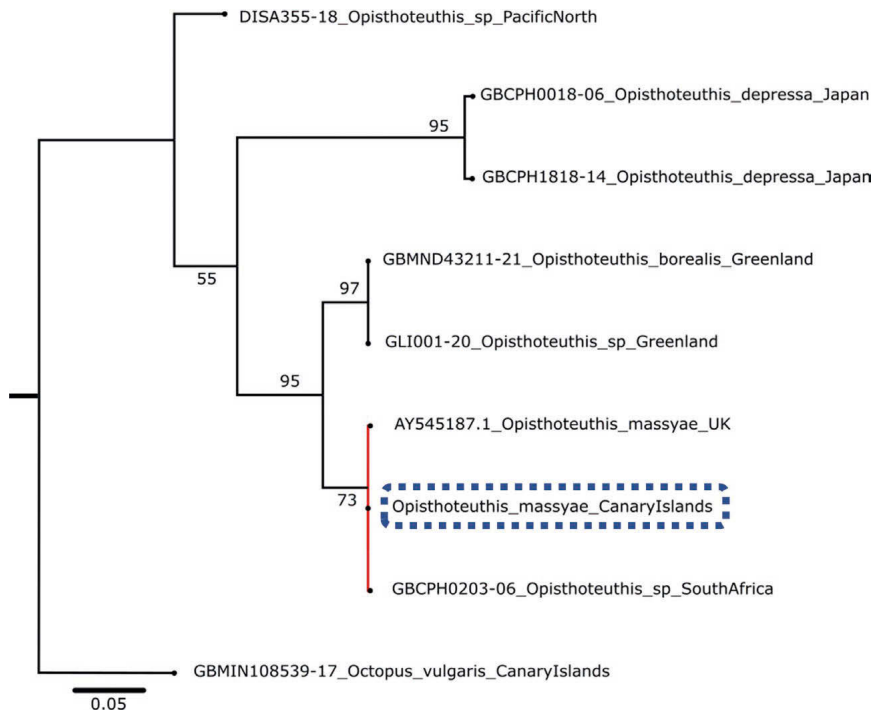 DISA355-18_Opisthoteuthis_sp_PacificNorth
GBCPH0018-06_Opisthoteuthis_depressa_Japan
95
GBCPH1818-14_Opisthoteuthis_depressa_Japan
GBMND43211-21_Opisthoteuthis_borealis_Greenland
55
97
GLI001-20_Opisthoteuthis_sp_Greenland
95
AY545187.1_Opisthoteuthis_massyae_UK
73
Opisthoteuthis_massyae_CanaryIslands
GBCPH0203-06_Opisthoteuthis_sp_SouthAfrica
GBMIN108539-17_Octopus_vulgaris_CanaryIslands
0.05